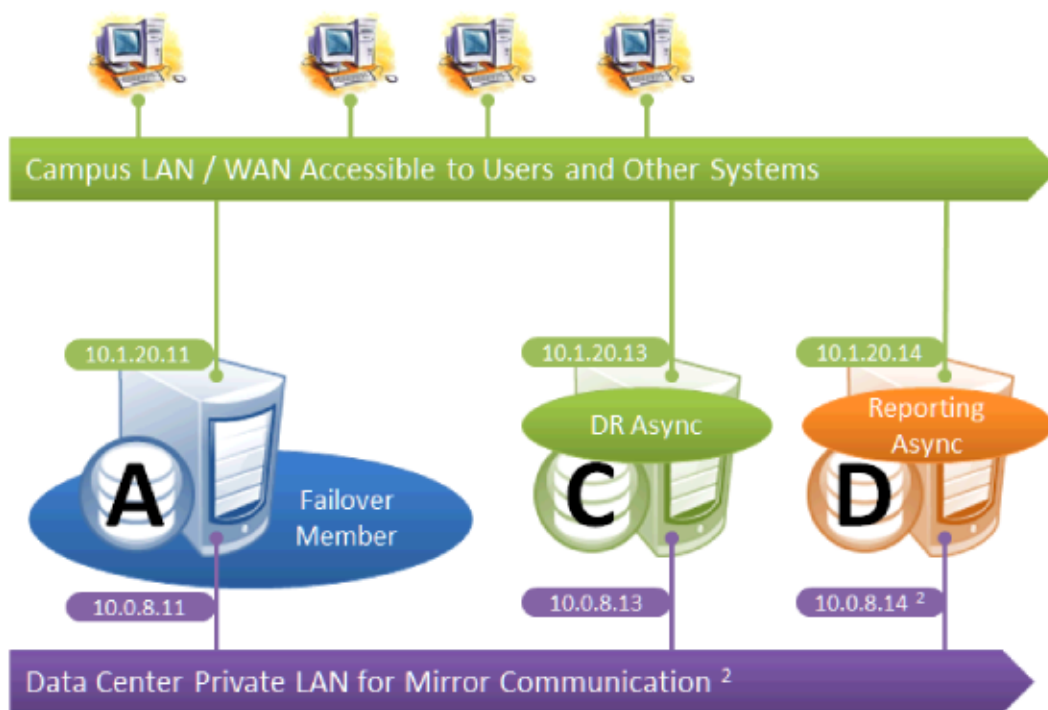 Campus LAN / WAN Accessible to Users and Other Systems
10.1.20.11
10.1.20.13
10.1.20.14
DR Async
Reporting
Async
A
C
D
Failover
Member
10.0.8.11
10.0.8.13
10.0.8.14 ²
Data Center Private LAN for Mirror Communication ²